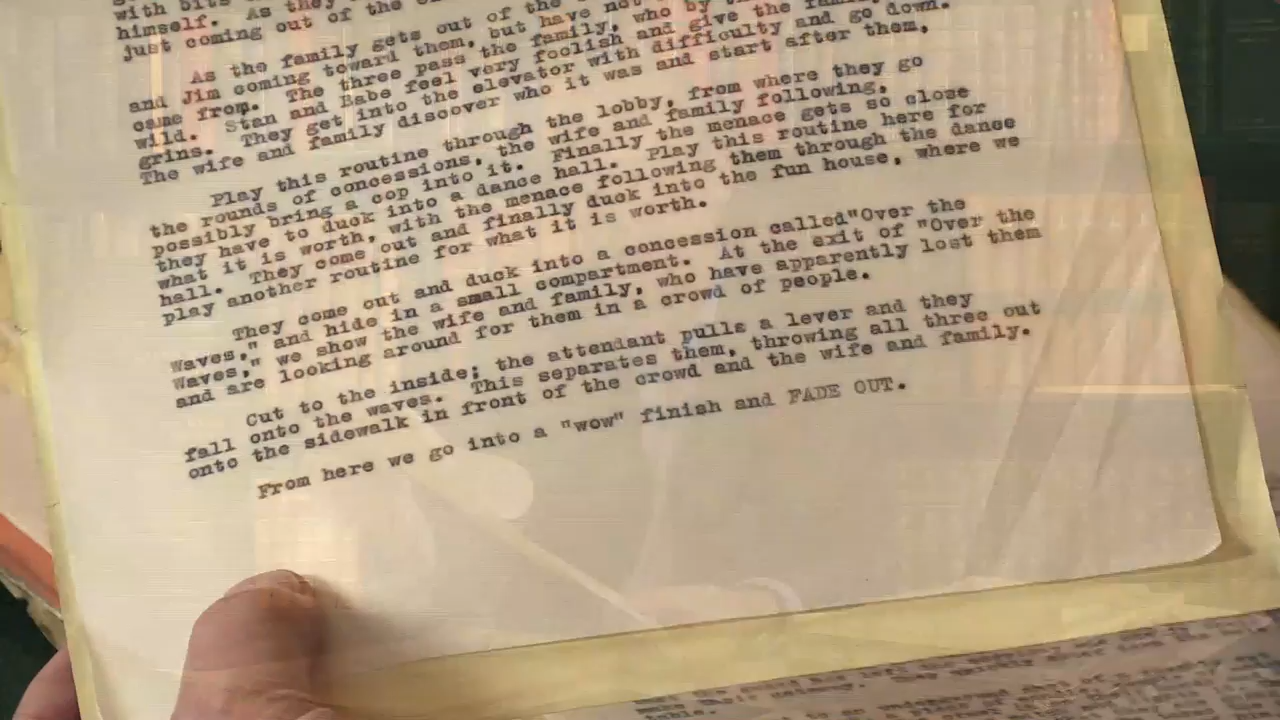 with bits
himself. As they
just coming out of the
As the family gets out of the
and Jim coming toward them, but have not
came from. The three pass the family, who by
wild. Stan and Babe feel very foolish and give the
grins. They get into the elevator with difficulty and go down.
The wife and family discover who it was and start after them,
Play this routine through the lobby, from where they go
the rounds of concessions, the wife and family following,
possibly bring a cop into it. Finally the menace gets so close
they have to duck into a dance hall. Play this routine here for
what it is worth, with the menace following them through the dance
hall. They come out and finally duck into the fun house, where we
play another routine for what it is worth.
They come out and duck into a concession called"Over the
Waves," and hide in a small compartment. At the exit of "Over the
Waves," we show the wife and family, who have apparently lost them
and are looking around for them in a crowd of people.
Cut to the inside; the attendant pulls a lever and they
fall onto the waves. This separates them, throwing all three out
onto the sidewalk in front of the crowd and the wife and family.
From here we go into a "wow" finish and FADE OUT.
table.